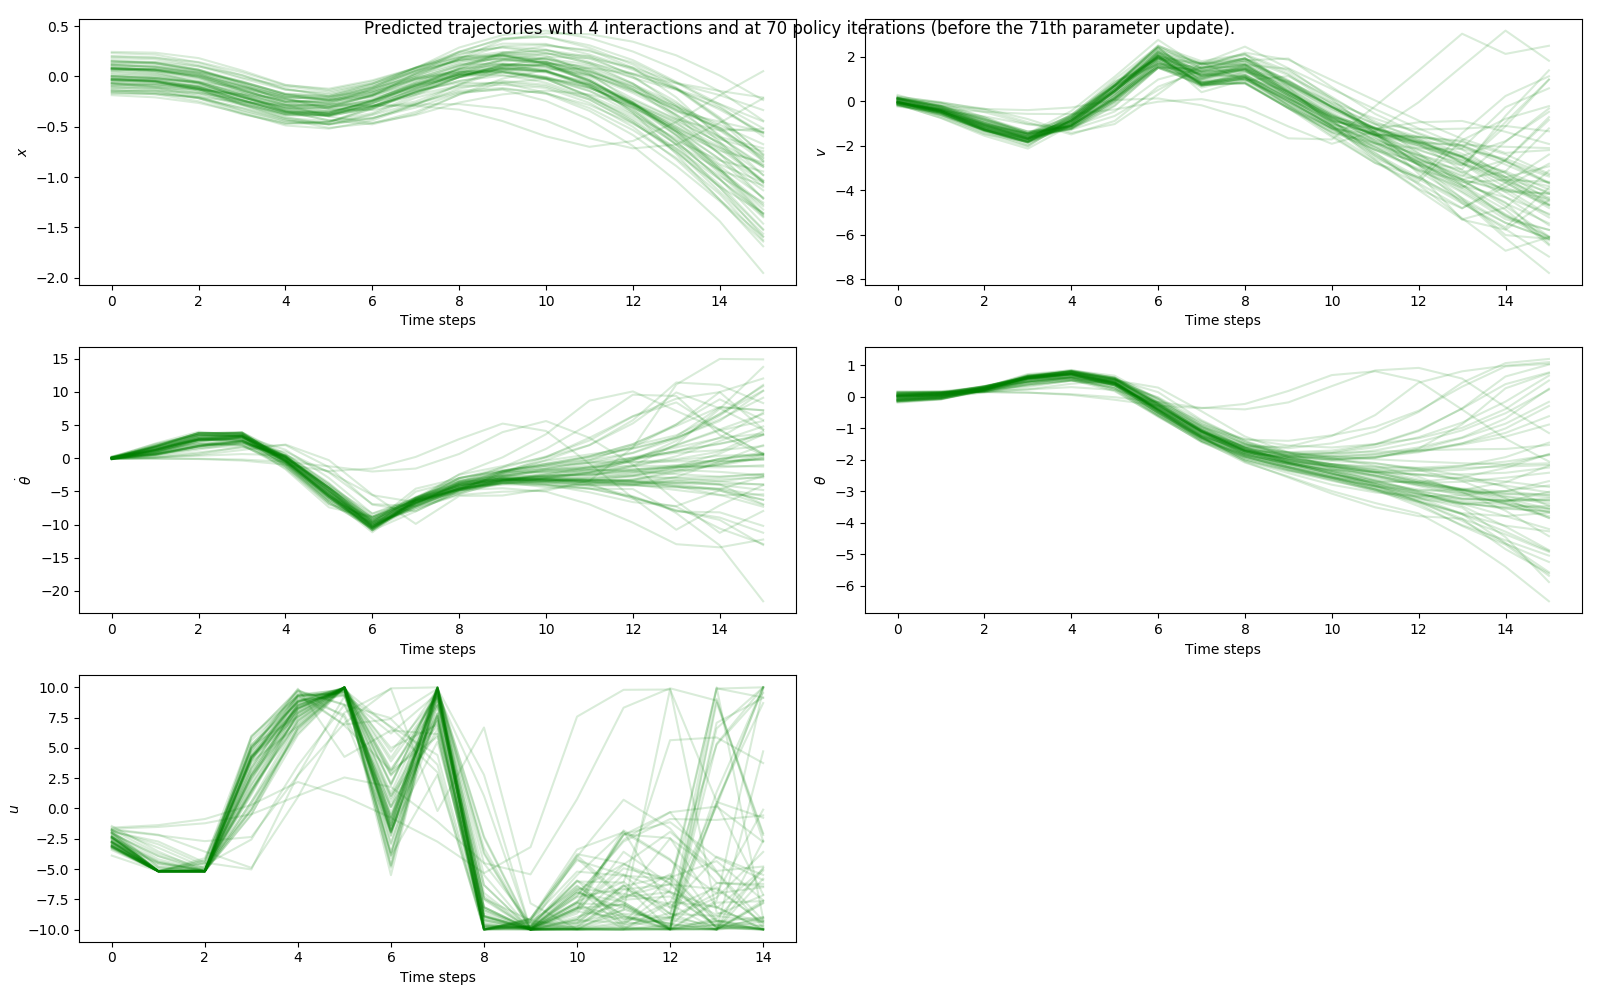 Predicted trajectories with 4 interactions and at 70 policy iterations (before the 71th parameter update).
0.5
0.0
−0.5
−1.0
−1.5
−2.0
x
0 2 4 6 8 10 12 14
Time steps
2
0
−2
−4
−6
−8
v
0 2 4 6 8 10 12 14
Time steps
15
10
5
0
−5
−10
−15
−20
θ̇
0 2 4 6 8 10 12 14
Time steps
1
0
−1
−2
−3
−4
−5
−6
θ
0 2 4 6 8 10 12 14
Time steps
10.0
7.5
5.0
2.5
0.0
−2.5
−5.0
−7.5
−10.0
u
0 2 4 6 8 10 12 14
Time steps